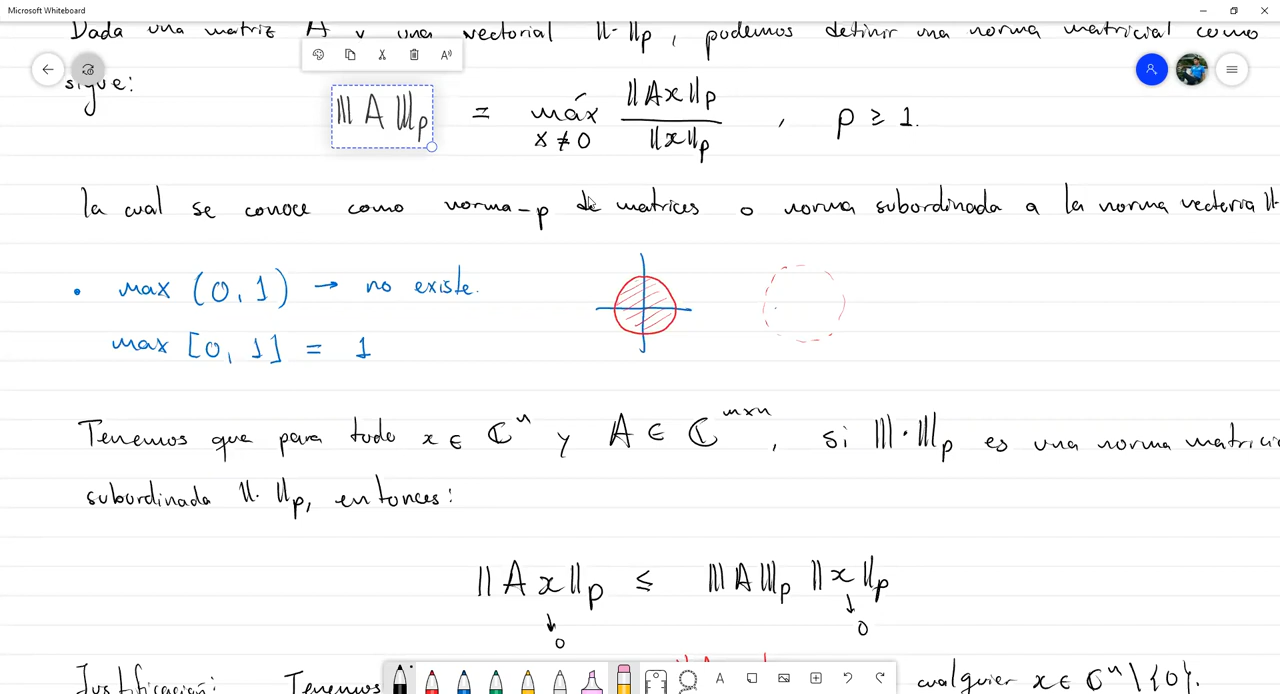 Microsoft Whiteboard
Dada una matriz A y una vectorial ||·||p, podemos definir una norma matricial como
sigue:
|||A|||p = máx x≠0 ||Ax||p / ||x||p , p ≥ 1.
la cual se conoce como norma-p de matrices o norma subordinada a la norma vectorial ||·
• max (0, 1) → no existe.
max [0, 1] = 1
Tenemos que para todo x ∈ ℂⁿ y A ∈ ℂᵐˣⁿ, si |||·|||p es una norma matricia
subordinada ||·||p, entonces:
||Ax||p ≤ |||A|||p ||x||p
↓ ↓
0 0
Justificación: Tenemos cualquier x ∈ ℂⁿ\{0}.